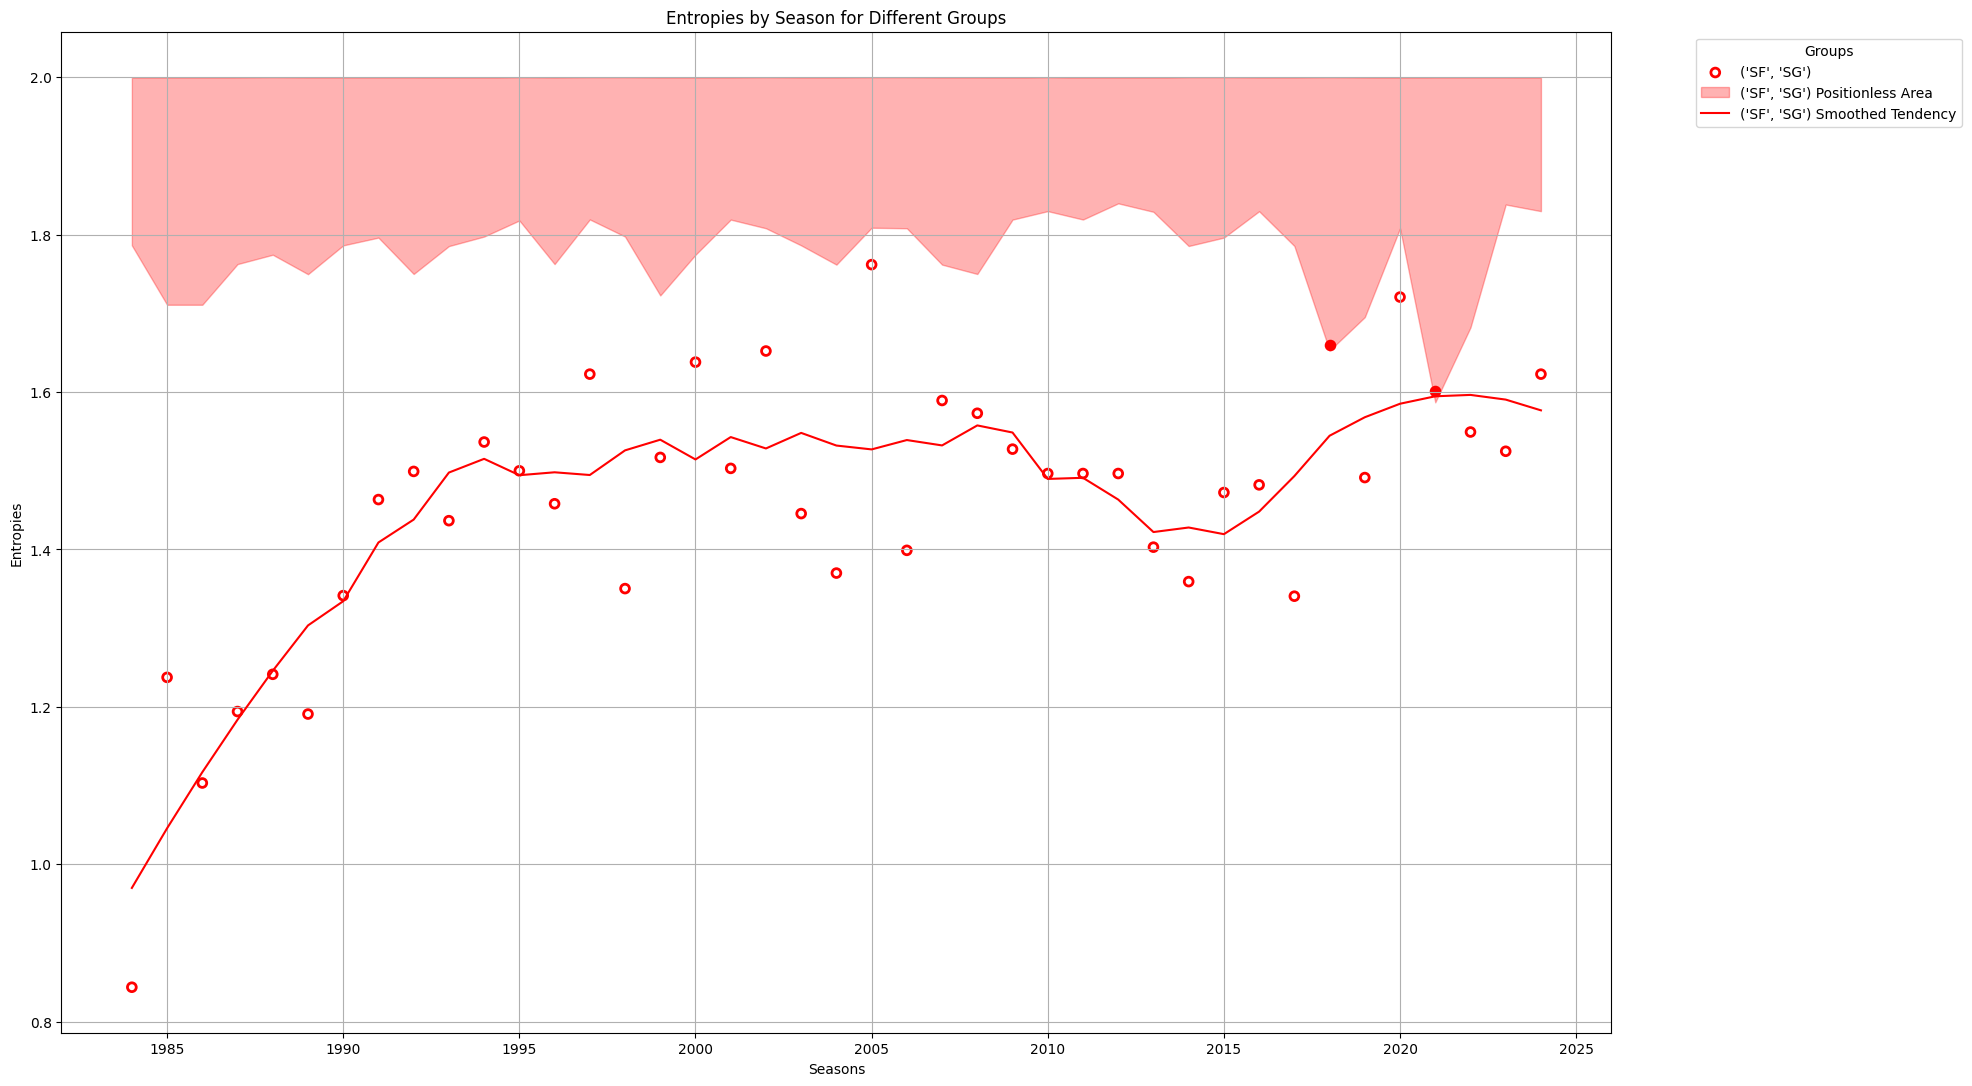 Entropies by Season for Different Groups
Groups
('SF', 'SG')
('SF', 'SG') Positionless Area
('SF', 'SG') Smoothed Tendency
Entropies
2.0
1.8
1.6
1.4
1.2
1.0
0.8
1985 1990 1995 2000 2005 2010 2015 2020 2025
Seasons